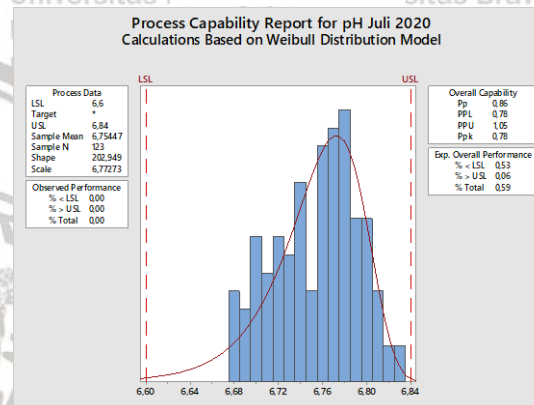 Process Capability Report for pH Juli 2020
Calculations Based on Weibull Distribution Model
LSL
USL
Process Data
LSL 6,6
Target *
USL 6,84
Sample Mean 6,75447
Sample N 123
Shape 202,949
Scale 6,77273
Observed Performance
% < LSL 0,00
% > USL 0,00
% Total 0,00
Overall Capability
Pp 0,86
PPL 0,78
PPU 1,05
Ppk 0,78
Exp. Overall Performance
% < LSL 0,53
% > USL 0,06
% Total 0,59
6,60 6,64 6,68 6,72 6,76 6,80 6,84